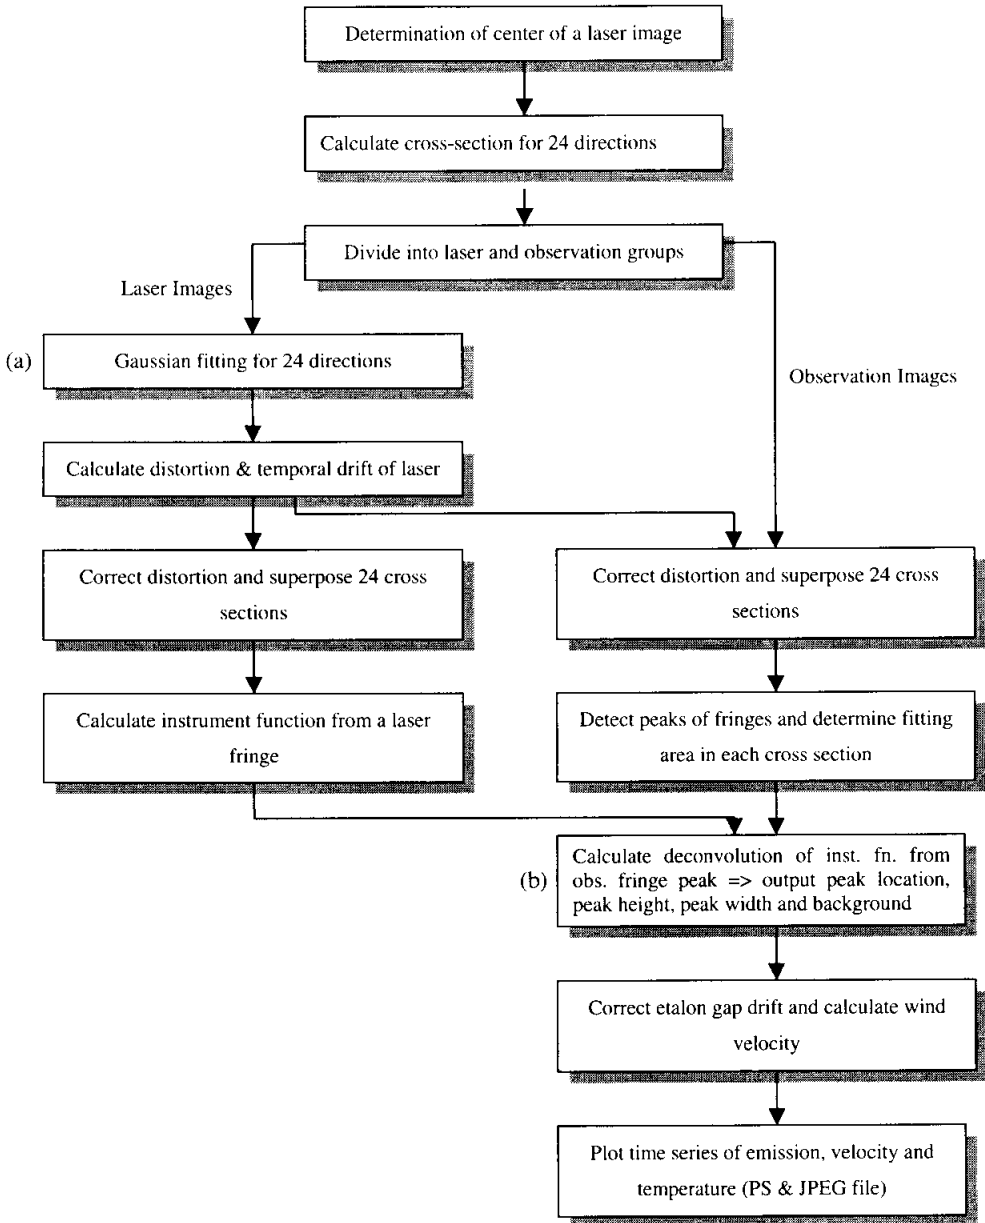 Determination of center of a laser image
Calculate cross-section for 24 directions
Divide into laser and observation groups
Laser Images
Observation Images
(a)
Gaussian fitting for 24 directions
Calculate distortion & temporal drift of laser
Correct distortion and superpose 24 cross
sections
Correct distortion and superpose 24 cross
sections
Calculate instrument function from a laser
fringe
Detect peaks of fringes and determine fitting
area in each cross section
(b)
Calculate deconvolution of inst. fn. from
obs. fringe peak => output peak location,
peak height, peak width and background
Correct etalon gap drift and calculate wind
velocity
Plot time series of emission, velocity and
temperature (PS & JPEG file)